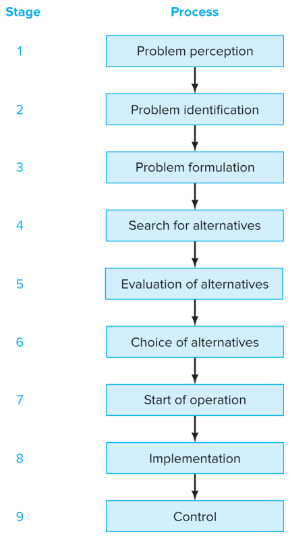 Stage Process
1 Problem perception
2 Problem identification
3 Problem formulation
4 Search for alternatives
5 Evaluation of alternatives
6 Choice of alternatives
7 Start of operation
8 Implementation
9 Control